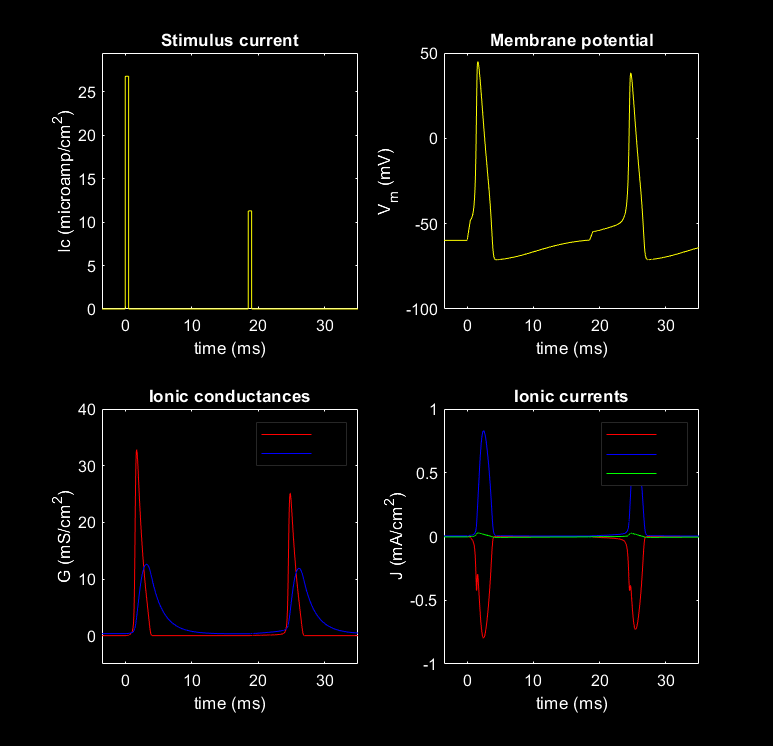 Stimulus current
Ic (microamp/cm2)
25
20
15
10
5
0
0 10 20 30
time (ms)
Membrane potential
Vm (mV)
50
0
-50
-100
0 10 20 30
time (ms)
Ionic conductances
G (mS/cm2)
40
30
20
10
0
0 10 20 30
time (ms)
Ionic currents
J (mA/cm2)
1
0.5
0
-0.5
-1
0 10 20 30
time (ms)